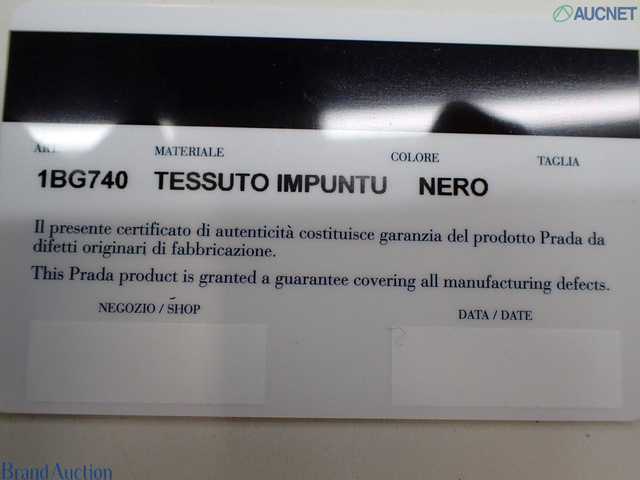 AUCNET
ART. MATERIALE COLORE TAGLIA
1BG740 TESSUTO IMPUNTU NERO
Il presente certificato di autenticità costituisce garanzia del prodotto Prada da
difetti originari di fabbricazione.
This Prada product is granted a guarantee covering all manufacturing defects.
NEGOZIO / SHOP DATA / DATE
Brand Auction